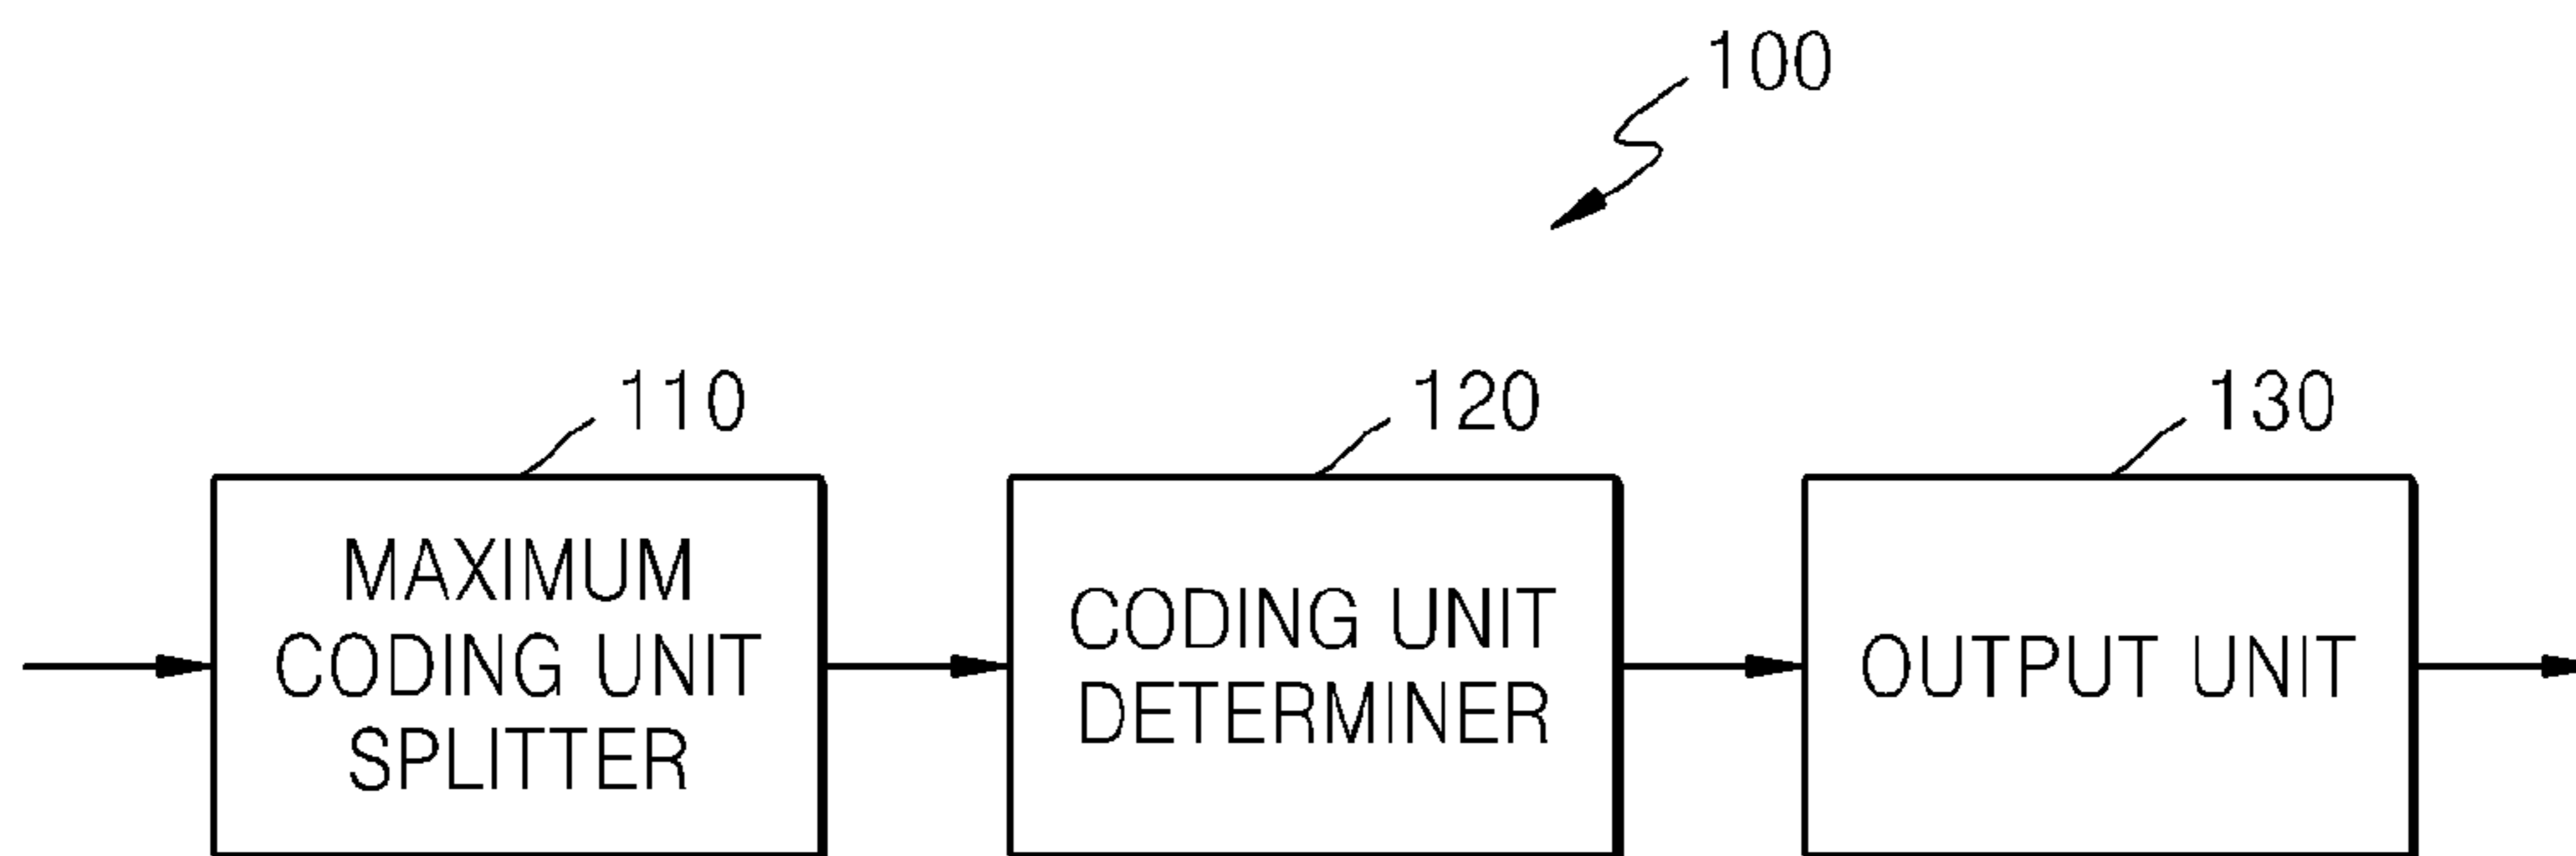 100
110
120
130
MAXIMUM
CODING UNIT
SPLITTER
CODING UNIT
DETERMINER
OUTPUT UNIT